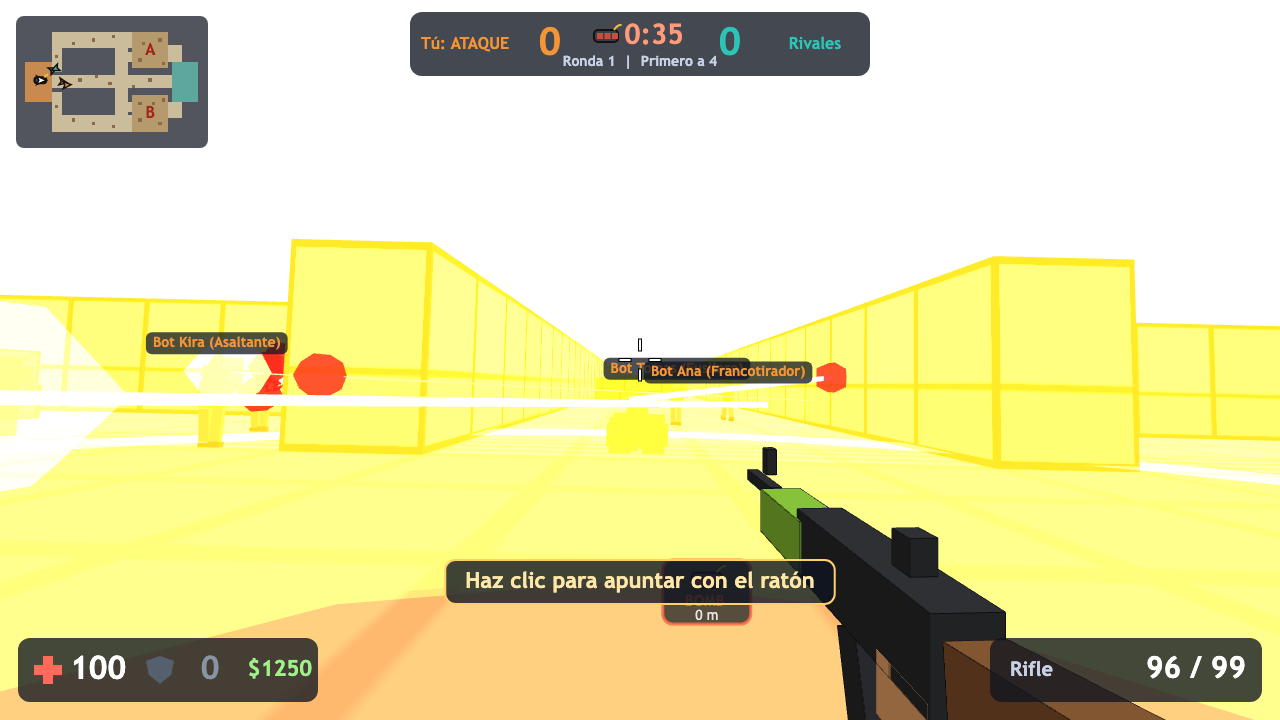 A
B
Tú: ATAQUE
0
0:35
0
Rivales
Ronda 1 | Primero a 4
Bot Kira (Asaltante)
Bot Ana (Francotirador)
Haz clic para apuntar con el ratón
0 m
100
0
$1250
Rifle
96 / 99